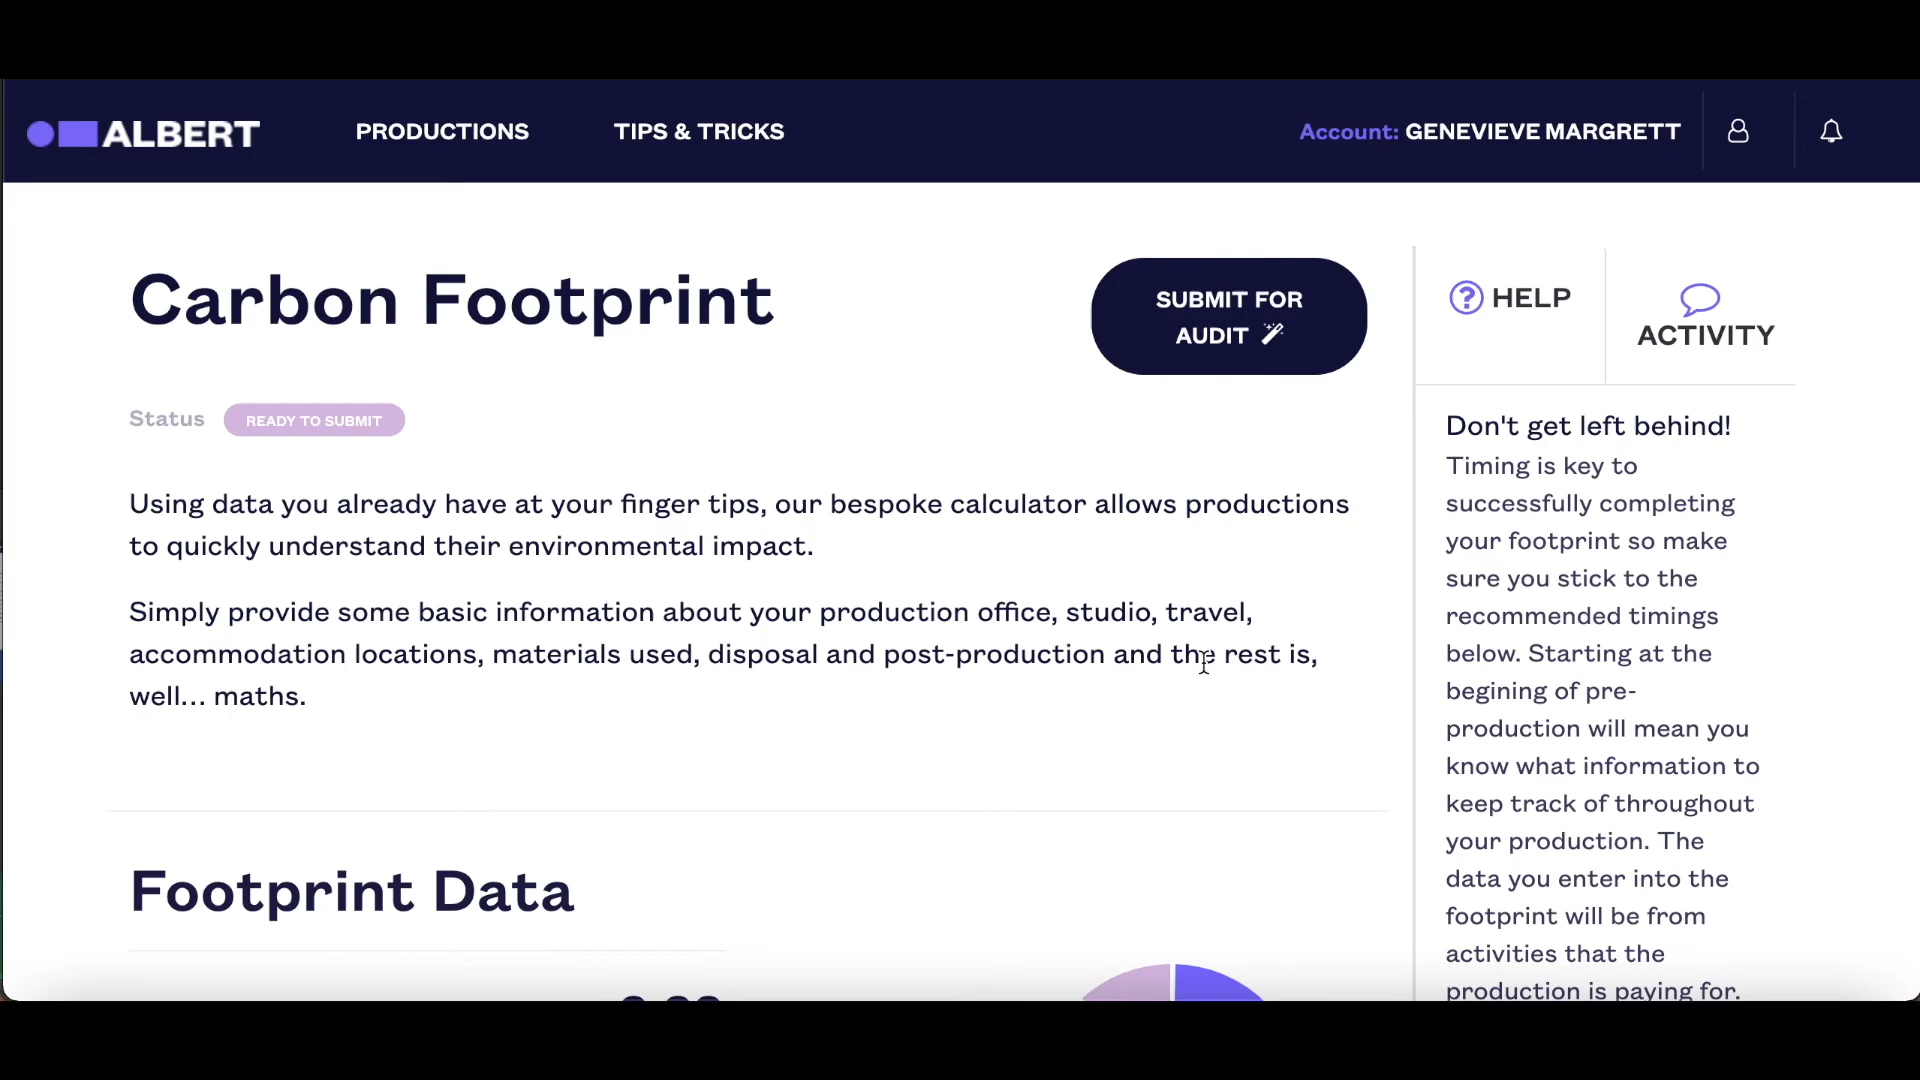 ALBERT
PRODUCTIONS
TIPS & TRICKS
Account: GENEVIEVE MARGRETT
Carbon Footprint
SUBMIT FOR
AUDIT
Status
READY TO SUBMIT
Using data you already have at your finger tips, our bespoke calculator allows productions
to quickly understand their environmental impact.
Simply provide some basic information about your production office, studio, travel,
accommodation locations, materials used, disposal and post-production and the rest is,
well... maths.
Footprint Data
HELP
ACTIVITY
Don't get left behind!
Timing is key to
successfully completing
your footprint so make
sure you stick to the
recommended timings
below. Starting at the
begining of pre-
production will mean you
know what information to
keep track of throughout
your production. The
data you enter into the
footprint will be from
activities that the
production is paying for.